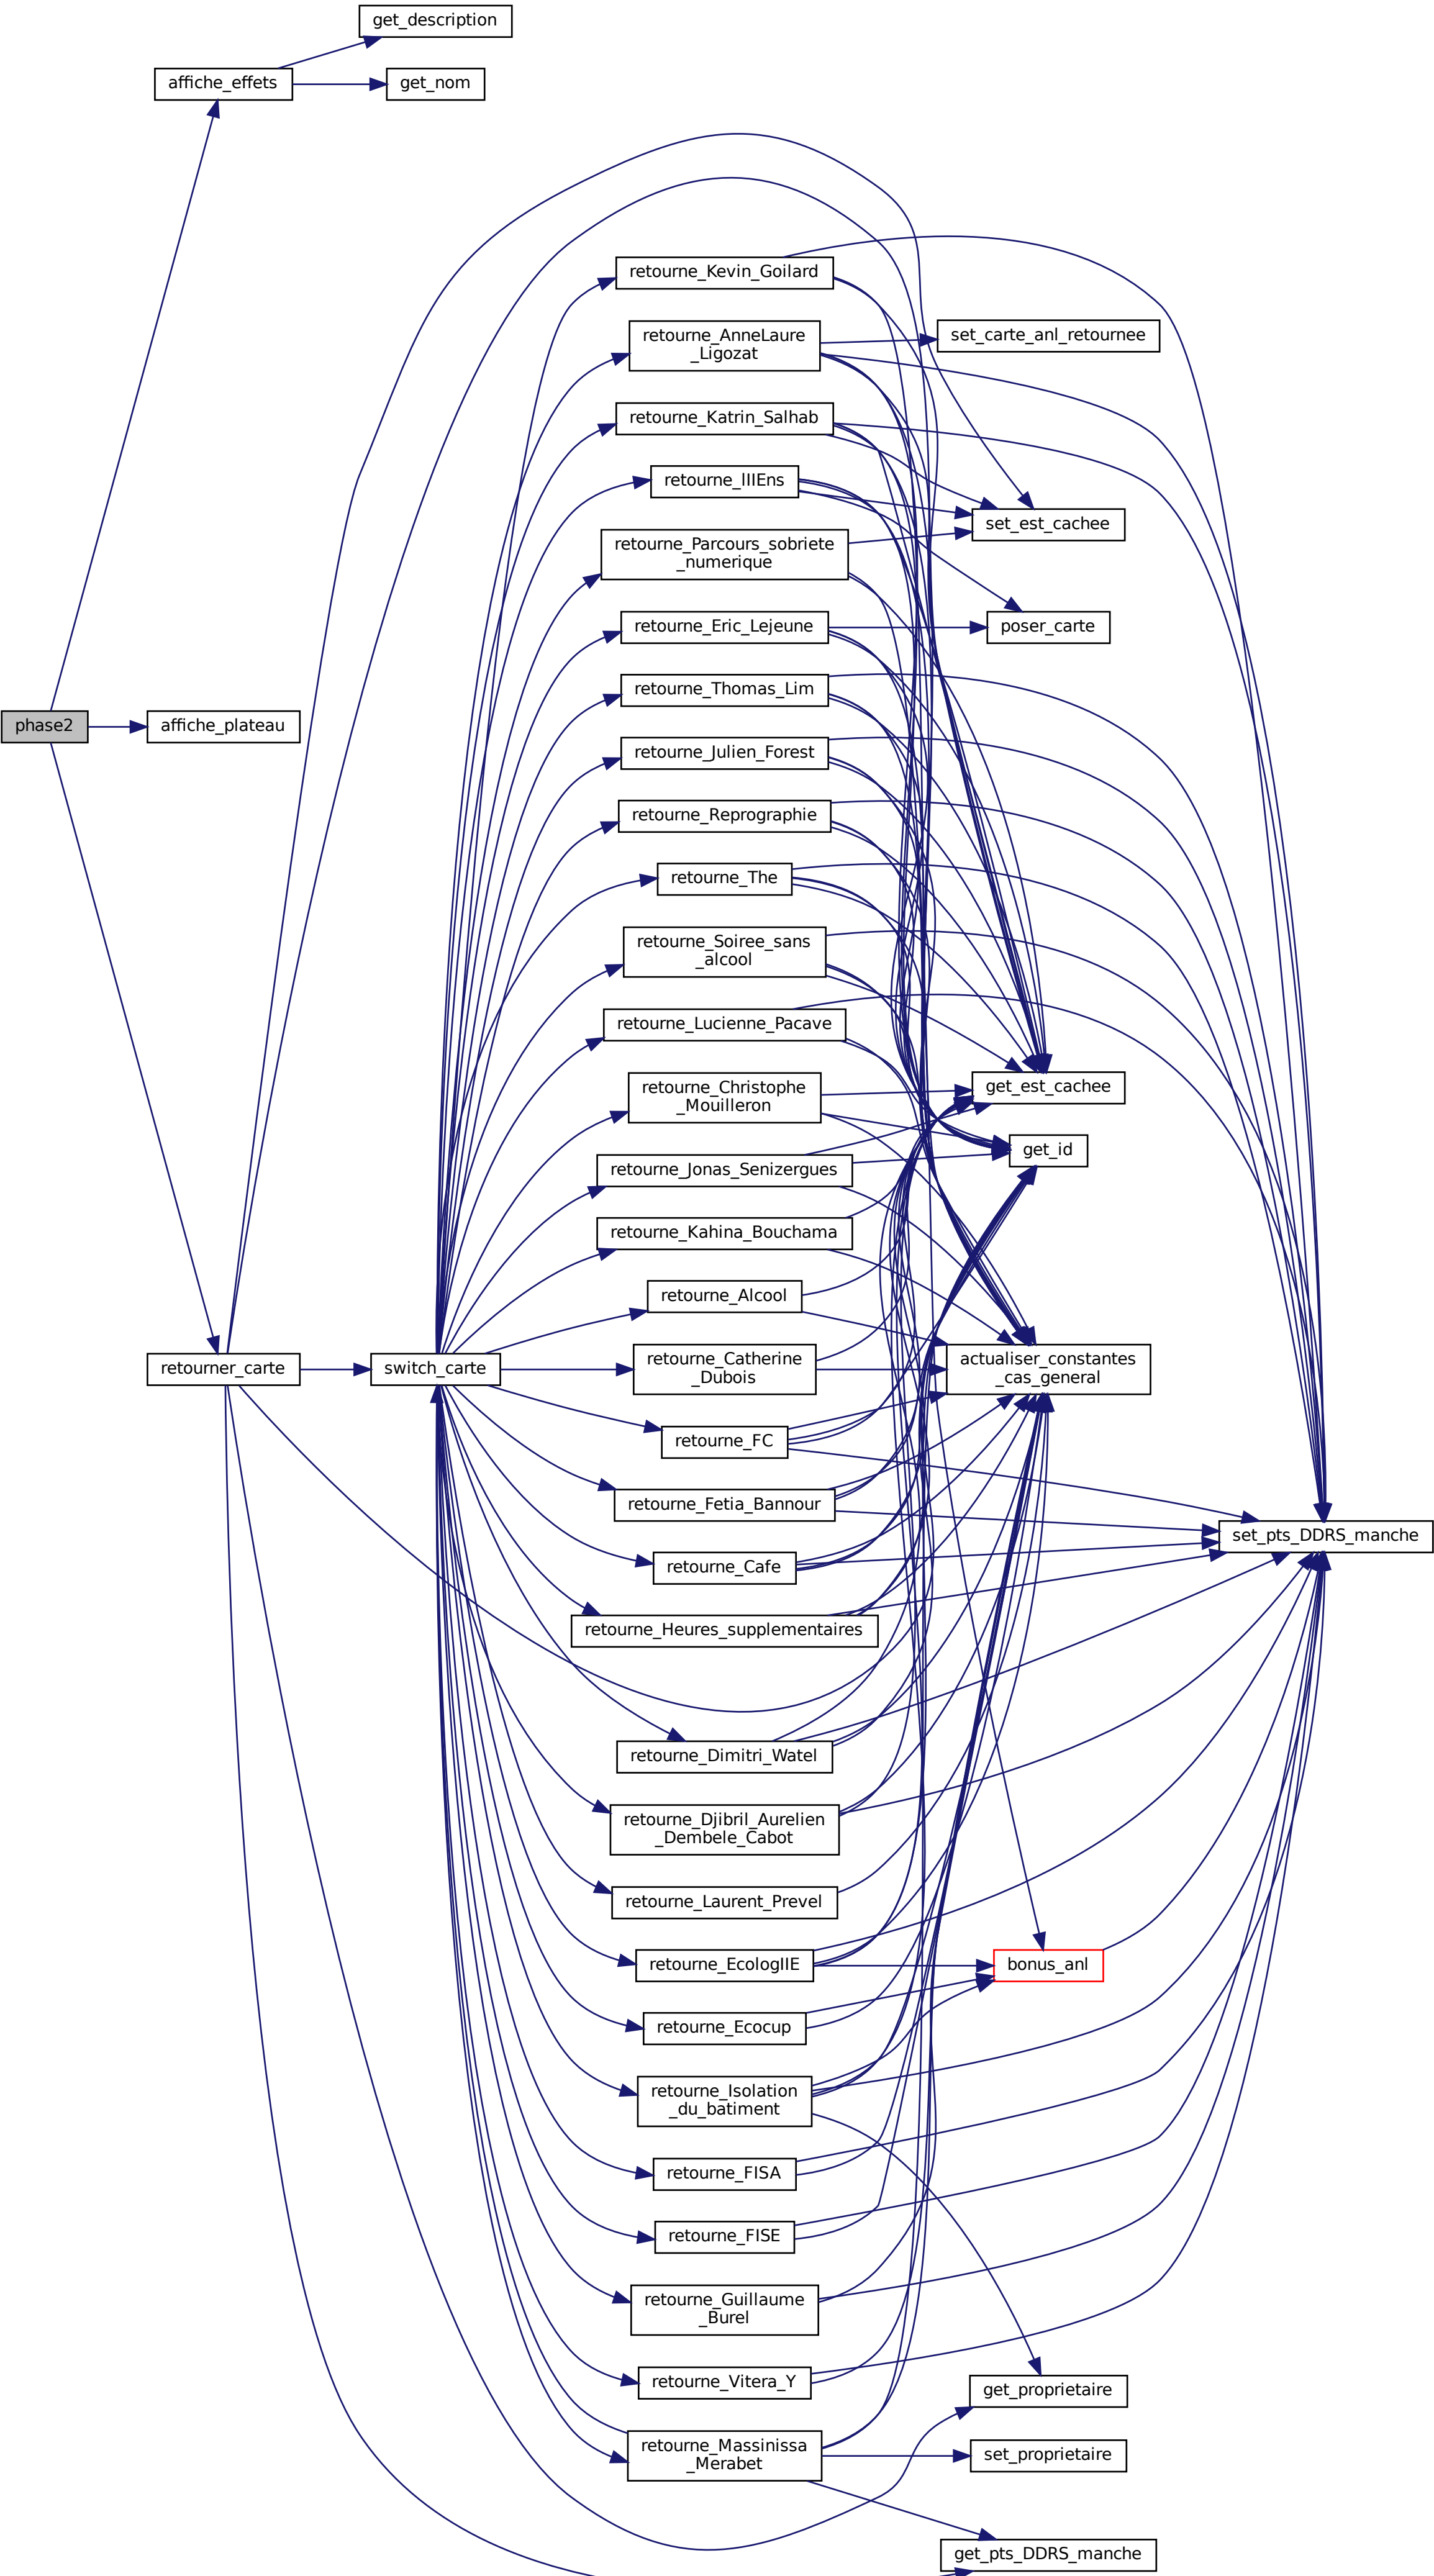 get_description
affiche_effets
get_nom
retourne_Kevin_Goilard
retourne_AnneLaure
_Ligozat
set_carte_anl_retournee
retourne_Katrin_Salhab
retourne_lIIEns
set_est_cachee
retourne_Parcours_sobriete
_numerique
retourne_Eric_Lejeune
poser_carte
retourne_Thomas_Lim
phase2
affiche_plateau
retourne_Julien_Forest
retourne_Reprographie
retourne_The
retourne_Soiree_sans
_alcool
retourne_Lucienne_Pacave
retourne_Christophe
_Mouilleron
get_est_cachee
get_id
retourne_Jonas_Senizergues
retourne_Kahina_Bouchama
retourne_Alcool
retourner_carte
switch_carte
retourne_Catherine
_Dubois
actualiser_constantes
_cas_general
retourne_FC
retourne_Fetia_Bannour
set_pts_DDRS_manche
retourne_Cafe
retourne_Heures_supplementaires
retourne_Dimitri_Watel
retourne_Djibril_Aurelien
_Dembele_Cabot
retourne_Laurent_Prevel
retourne_EcologIIE
bonus_anl
retourne_Ecocup
retourne_Isolation
_du_batiment
retourne_FISA
retourne_FISE
retourne_Guillaume
_Burel
retourne_Vitera_Y
get_proprietaire
retourne_Massinissa
_Merabet
set_proprietaire
get_pts_DDRS_manche